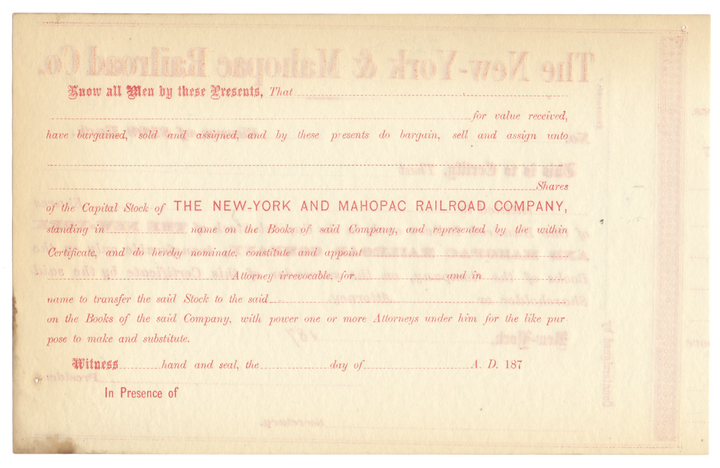 Know all Men by these Presents, That
for value received,
have bargained, sold and assigned, and by these presents do bargain, sell and assign unto
Shares
of the Capital Stock of THE NEW-YORK AND MAHOPAC RAILROAD COMPANY,
standing in name on the Books of said Company, and represented by the within
Certificate, and do hereby nominate, constitute and appoint
Attorney irrevocable, for and in
name to transfer the said Stock to the said
on the Books of the said Company, with power one or more Attorneys under him for the like pur
pose to make and substitute.
Witness hand and seal, the day of A. D. 187
In Presence of